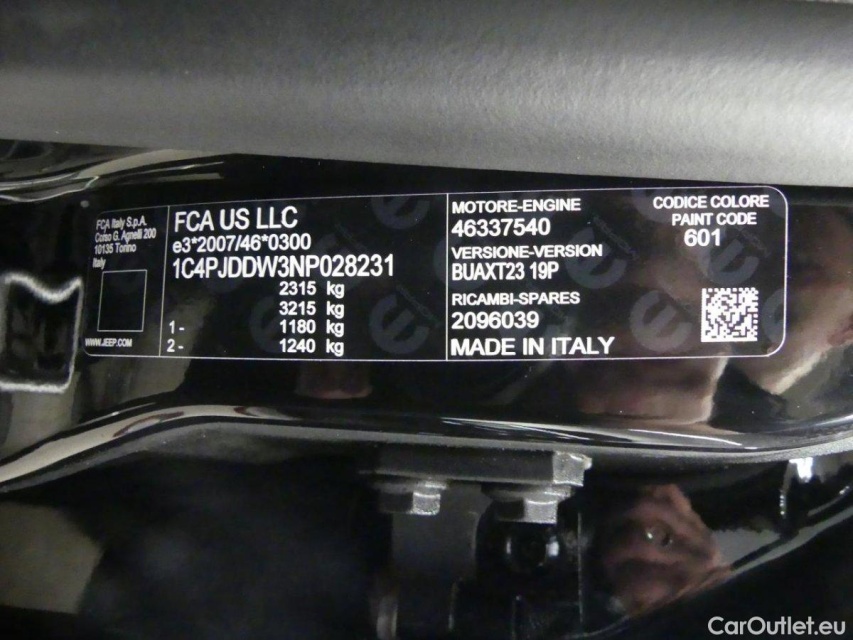 FCA Italy S.p.A.
Corso G. Agnelli 200
10135 Torino
Italy
WWW.JEEP.COM
FCA US LLC
e3*2007/46*0300
1C4PJDDW3NP028231
2315 kg
3215 kg
1- 1180 kg
2- 1240 kg
MOTORE-ENGINE
46337540
VERSIONE-VERSION
BUAXT23 19P
RICAMBI-SPARES
2096039
MADE IN ITALY
CODICE COLORE
PAINT CODE
601
CarOutlet.eu